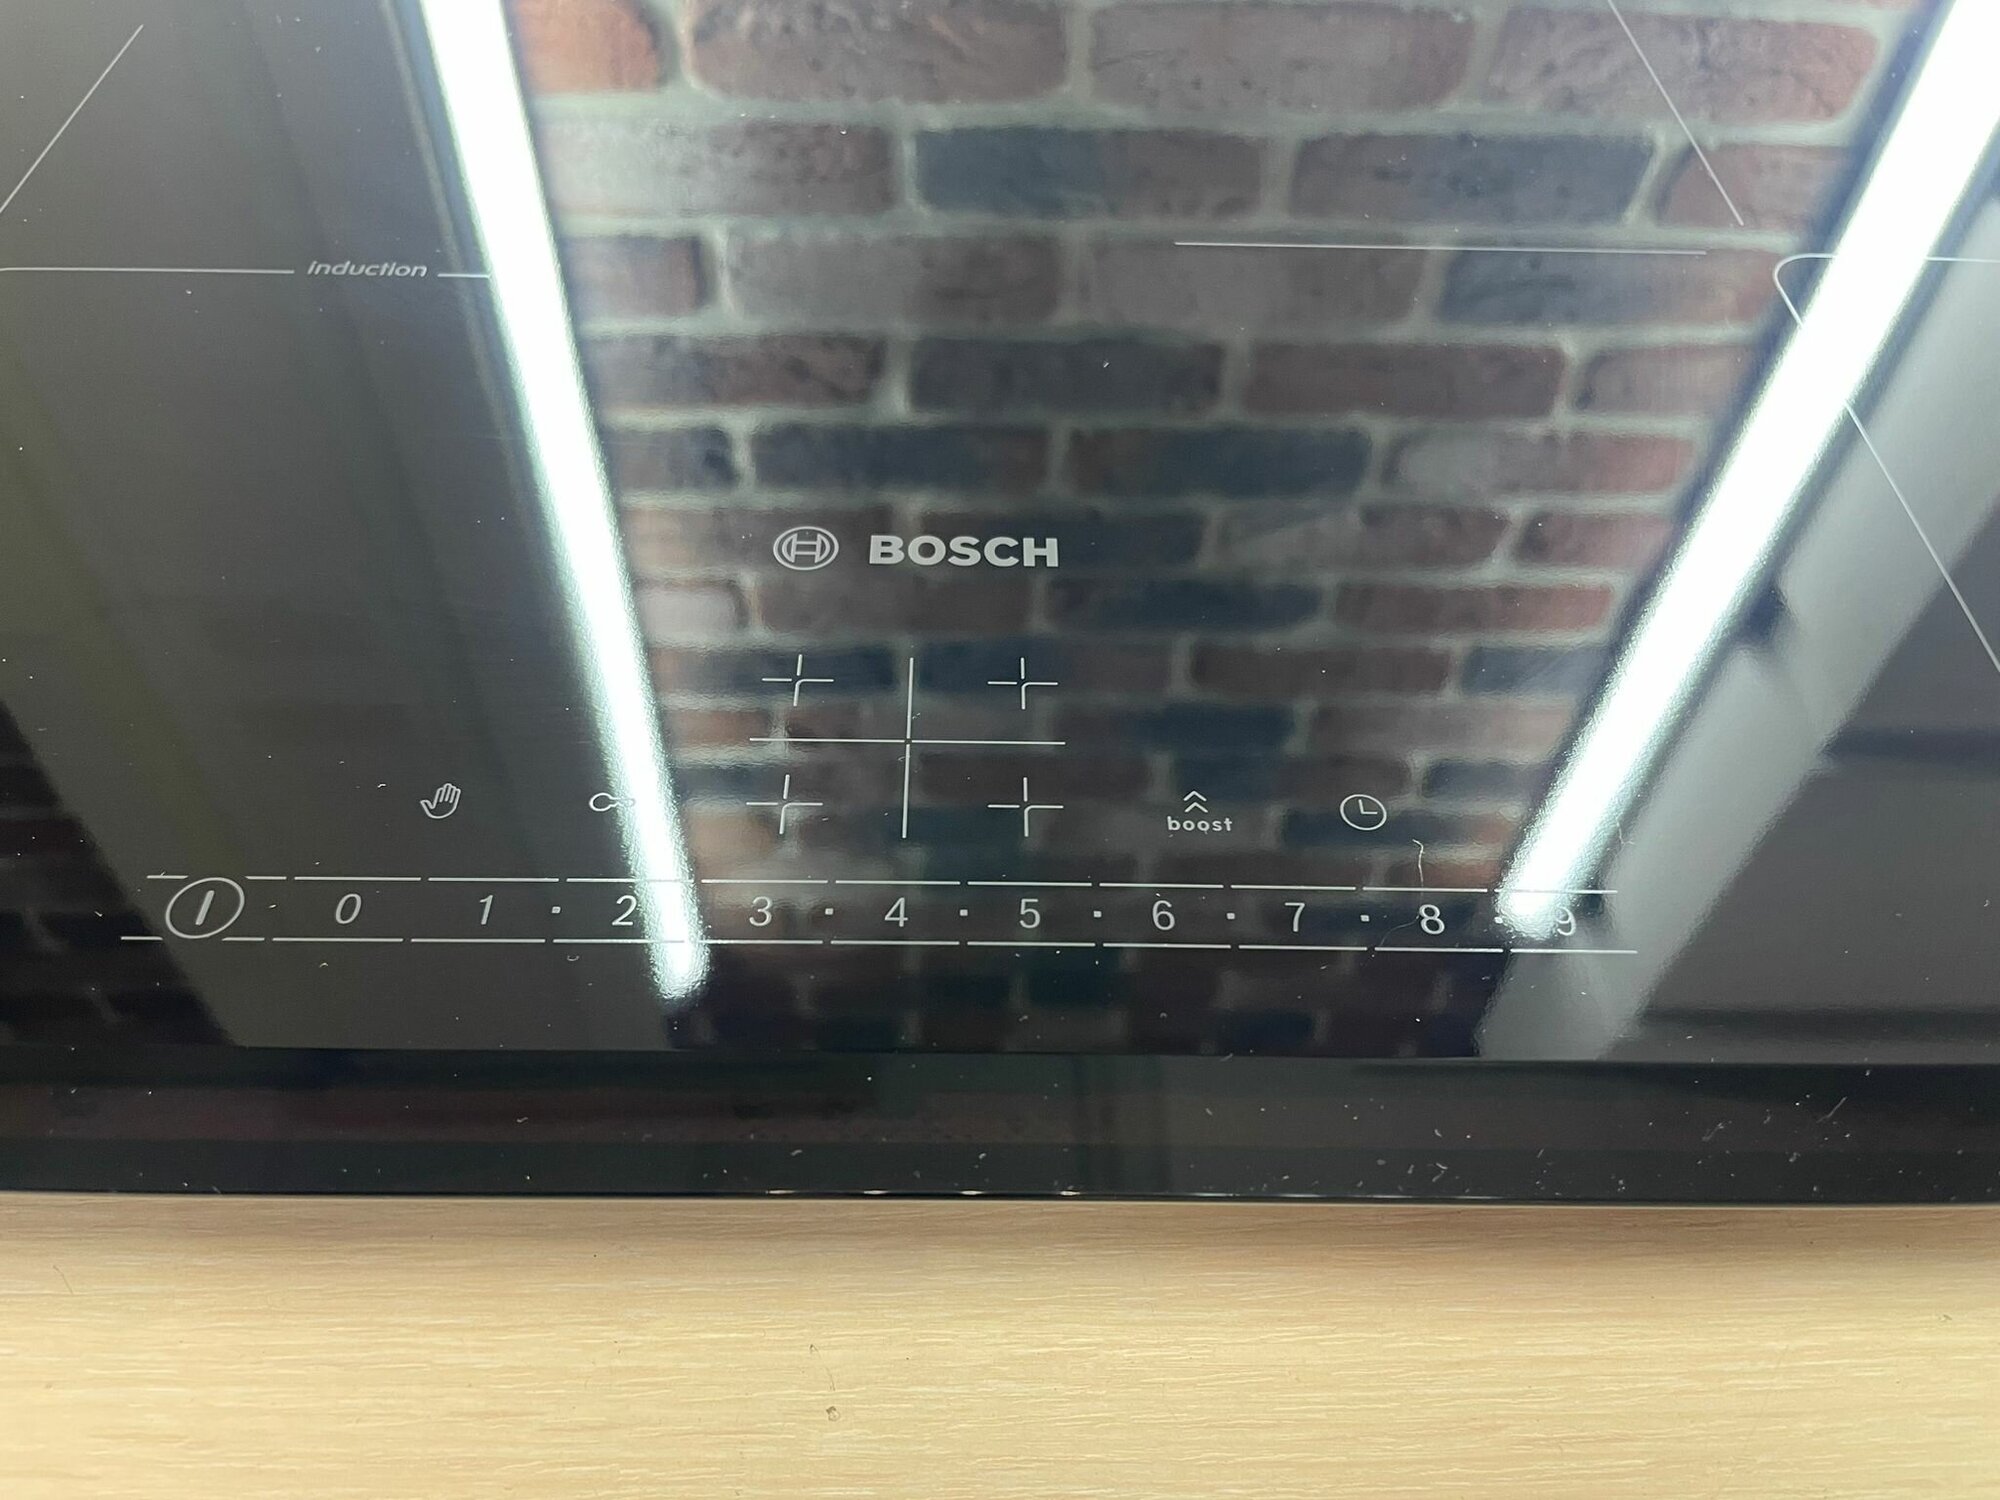 induction
BOSCH
boost
0 1 · 2 3 · 4 · 5 · 6 · 7 · 8 · 9